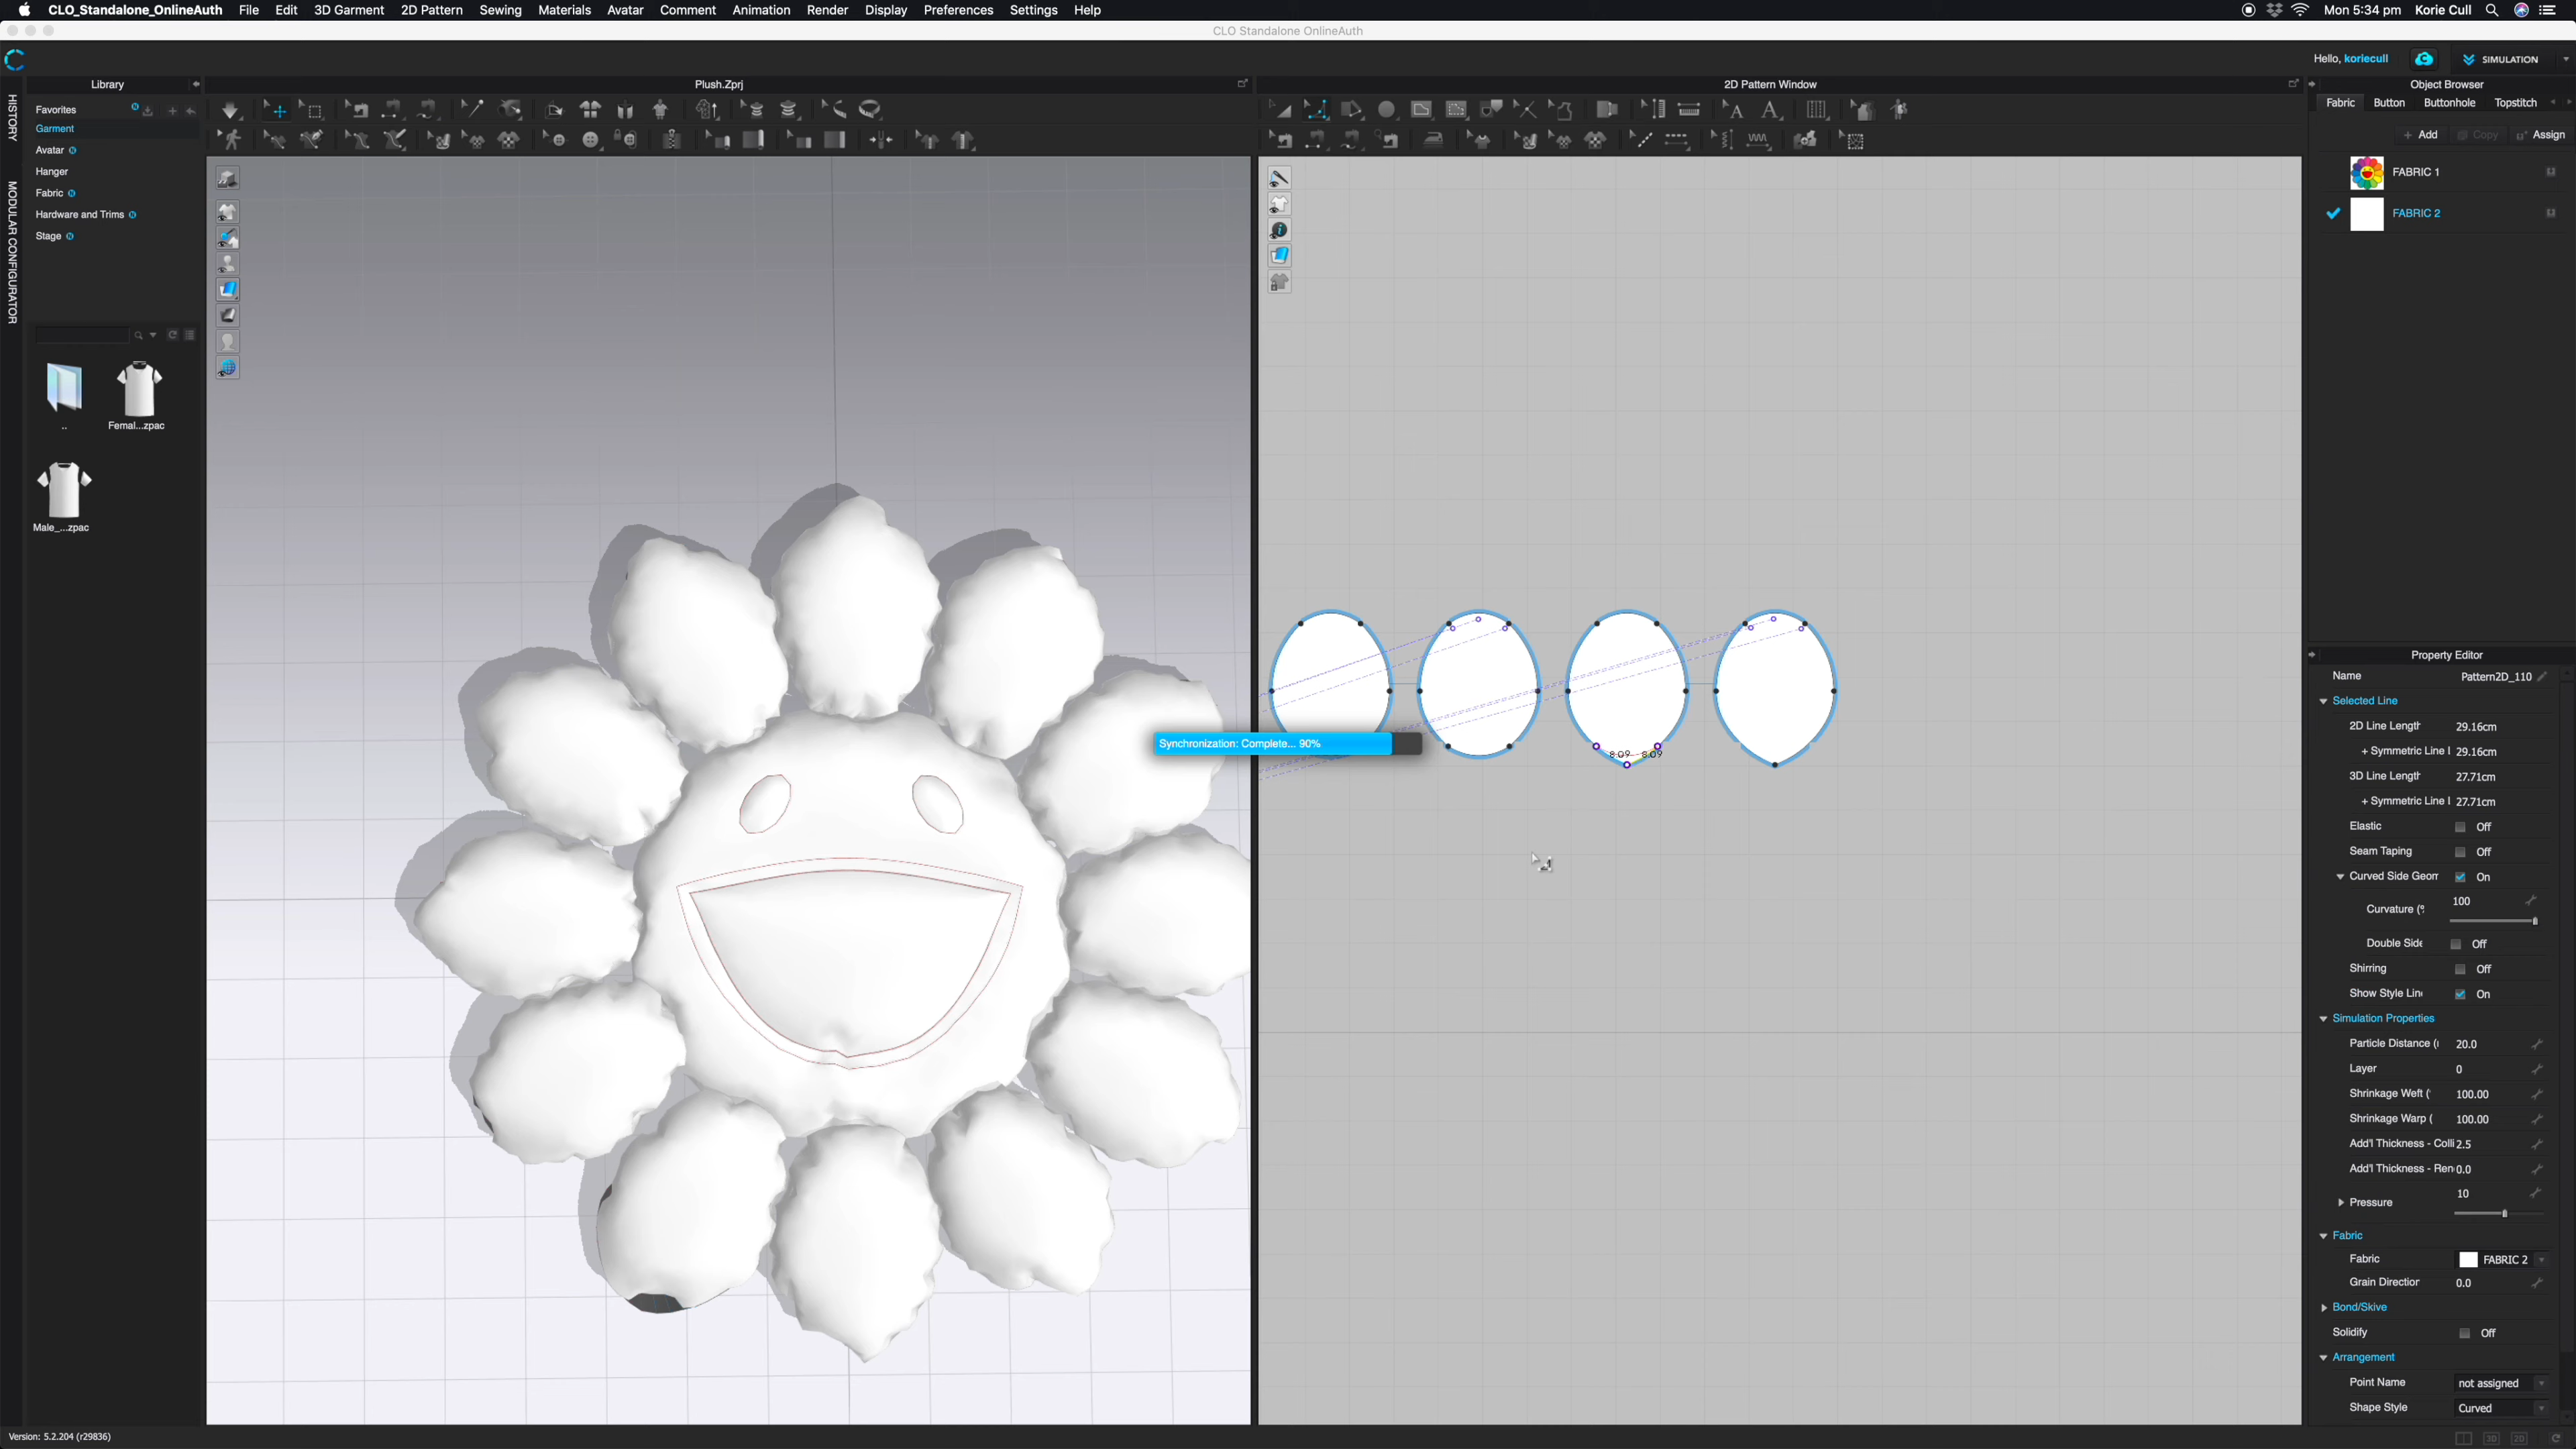 CLO_Standalone_OnlineAuth File Edit 3D Garment 2D Pattern Sewing Materials Avatar Comment Animation Render Display Preferences Settings Help Mon 5:34 pm Korie Cull
CLO Standalone OnlineAuth
Hello, koriecull SIMULATION
Library Plush.Zprj 2D Pattern Window Object Browser
HISTORY
MODULAR CONFIGURATOR
Favorites
Garment
Avatar
Hanger
Fabric
Hardware and Trims
Stage
..
Femal...zpac
Male_...zpac
Synchronization: Complete... 90%
8.09 8.09
Fabric Button Buttonhole Topstitch
+ Add Copy Assign
FABRIC 1
FABRIC 2
Property Editor
Name Pattern2D_110
Selected Line
2D Line Length 29.16cm
+ Symmetric Line l 29.16cm
3D Line Length 27.71cm
+ Symmetric Line l 27.71cm
Elastic Off
Seam Taping Off
Curved Side Geom On
Curvature (% 100
Double Side Off
Shirring Off
Show Style Line On
Simulation Properties
Particle Distance ( 20.0
Layer 0
Shrinkage Weft ( 100.00
Shrinkage Warp ( 100.00
Add'l Thickness - Colli 2.5
Add'l Thickness - Ren 0.0
Pressure 10
Fabric
Fabric FABRIC 2
Grain Direction 0.0
Bond/Skive
Solidify Off
Arrangement
Point Name not assigned
Shape Style Curved
Version: 5.2.204 (r29836)
3D 2D